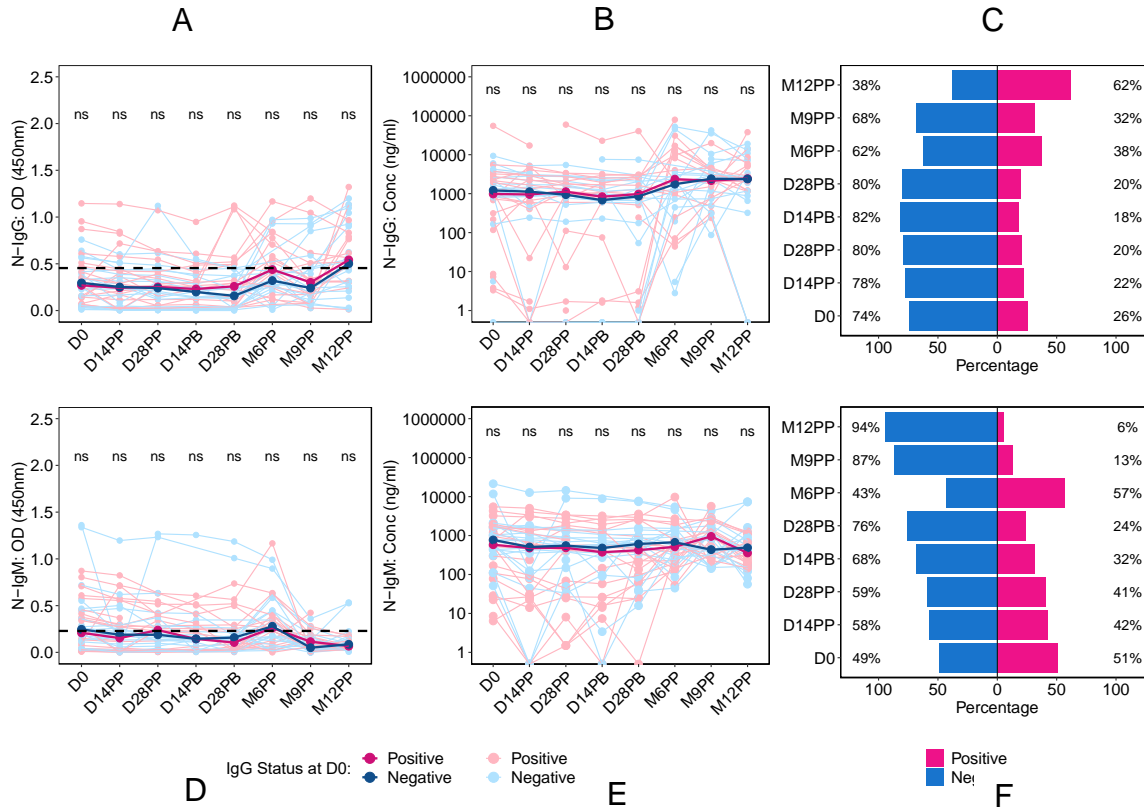 A
B
C
N−IgG: OD (450nm)
2.5
2.0
1.5
1.0
0.5
0.0
ns ns ns ns ns ns ns ns
D0 D14PP D28PP D14PB D28PB M6PP M9PP M12PP
N−IgG: Conc (ng/ml)
1000000
100000
10000
1000
100
10
1
ns ns ns ns ns ns ns ns
D0 D14PP D28PP D14PB D28PB M6PP M9PP M12PP
M12PP 38% 62%
M9PP 68% 32%
M6PP 62% 38%
D28PB 80% 20%
D14PB 82% 18%
D28PP 80% 20%
D14PP 78% 22%
D0 74% 26%
100 50 0 50 100
Percentage
N−IgM: OD (450nm)
2.5
2.0
1.5
1.0
0.5
0.0
ns ns ns ns ns ns ns ns
D0 D14PP D28PP D14PB D28PB M6PP M9PP M12PP
N−IgM: Conc (ng/ml)
1000000
100000
10000
1000
100
10
1
ns ns ns ns ns ns ns ns
D0 D14PP D28PP D14PB D28PB M6PP M9PP M12PP
M12PP 94% 6%
M9PP 87% 13%
M6PP 43% 57%
D28PB 76% 24%
D14PB 68% 32%
D28PP 59% 41%
D14PP 58% 42%
D0 49% 51%
100 50 0 50 100
Percentage
IgG Status at D0:
Positive Positive
Negative Negative
Positive
D
E
F